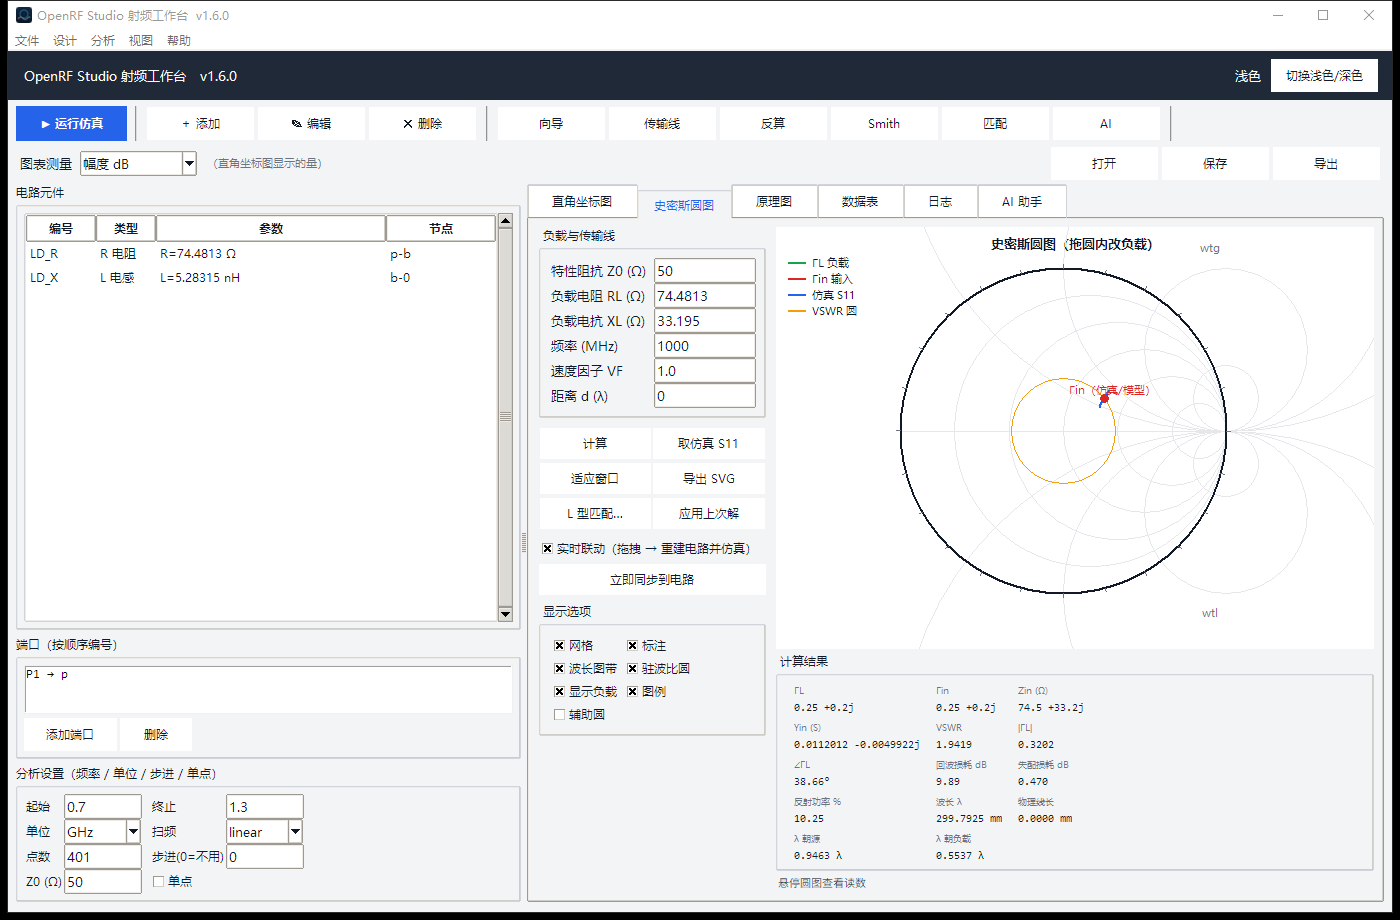 OpenRF Studio 射频工作台 v1.6.0
文件 设计 分析 视图 帮助
OpenRF Studio 射频工作台 v1.6.0
浅色 切换浅色/深色
► 运行仿真 + 添加 ✎ 编辑 ✕ 删除 向导 传输线 反算 Smith 匹配 AI
图表测量 幅度 dB (直角坐标图显示的量) 打开 保存 导出
电路元件
编号 类型 参数 节点
LD_R R 电阻 R=74.4813 Ω p-b
LD_X L 电感 L=5.28315 nH b-0
端口（按顺序编号）
P1 → p
添加端口 删除
分析设置（频率 / 单位 / 步进 / 单点）
起始 0.7 终止 1.3
单位 GHz 扫频 linear
点数 401 步进(0=不用) 0
Z0 (Ω) 50 单点
直角坐标图 史密斯圆图 原理图 数据表 日志 AI 助手
负载与传输线
特性阻抗 Z0 (Ω) 50
负载电阻 RL (Ω) 74.4813
负载电抗 XL (Ω) 33.195
频率 (MHz) 1000
速度因子 VF 1.0
距离 d (λ) 0
计算 取仿真 S11
适应窗口 导出 SVG
L 型匹配... 应用上次解
实时联动（拖拽 → 重建电路并仿真）
立即同步到电路
显示选项
网格 标注
波长图带 驻波比圆
显示负载 图例
辅助圆
史密斯圆图（拖圆内改负载）
wtg
ΓL 负载
Γin 输入
仿真 S11
VSWR 圆
Γin（仿真/模型）
wtl
计算结果
ΓL Γin Zin (Ω)
0.25 +0.2j 0.25 +0.2j 74.5 +33.2j
Yin (S) VSWR |ΓL|
0.0112012 -0.0049922j 1.9419 0.3202
∠ΓL 回波损耗 dB 失配损耗 dB
38.66° 9.89 0.470
反射功率 % 波长 λ 物理线长
10.25 299.7925 mm 0.0000 mm
λ 朝源 λ 朝负载
0.9463 λ 0.5537 λ
悬停圆图查看读数